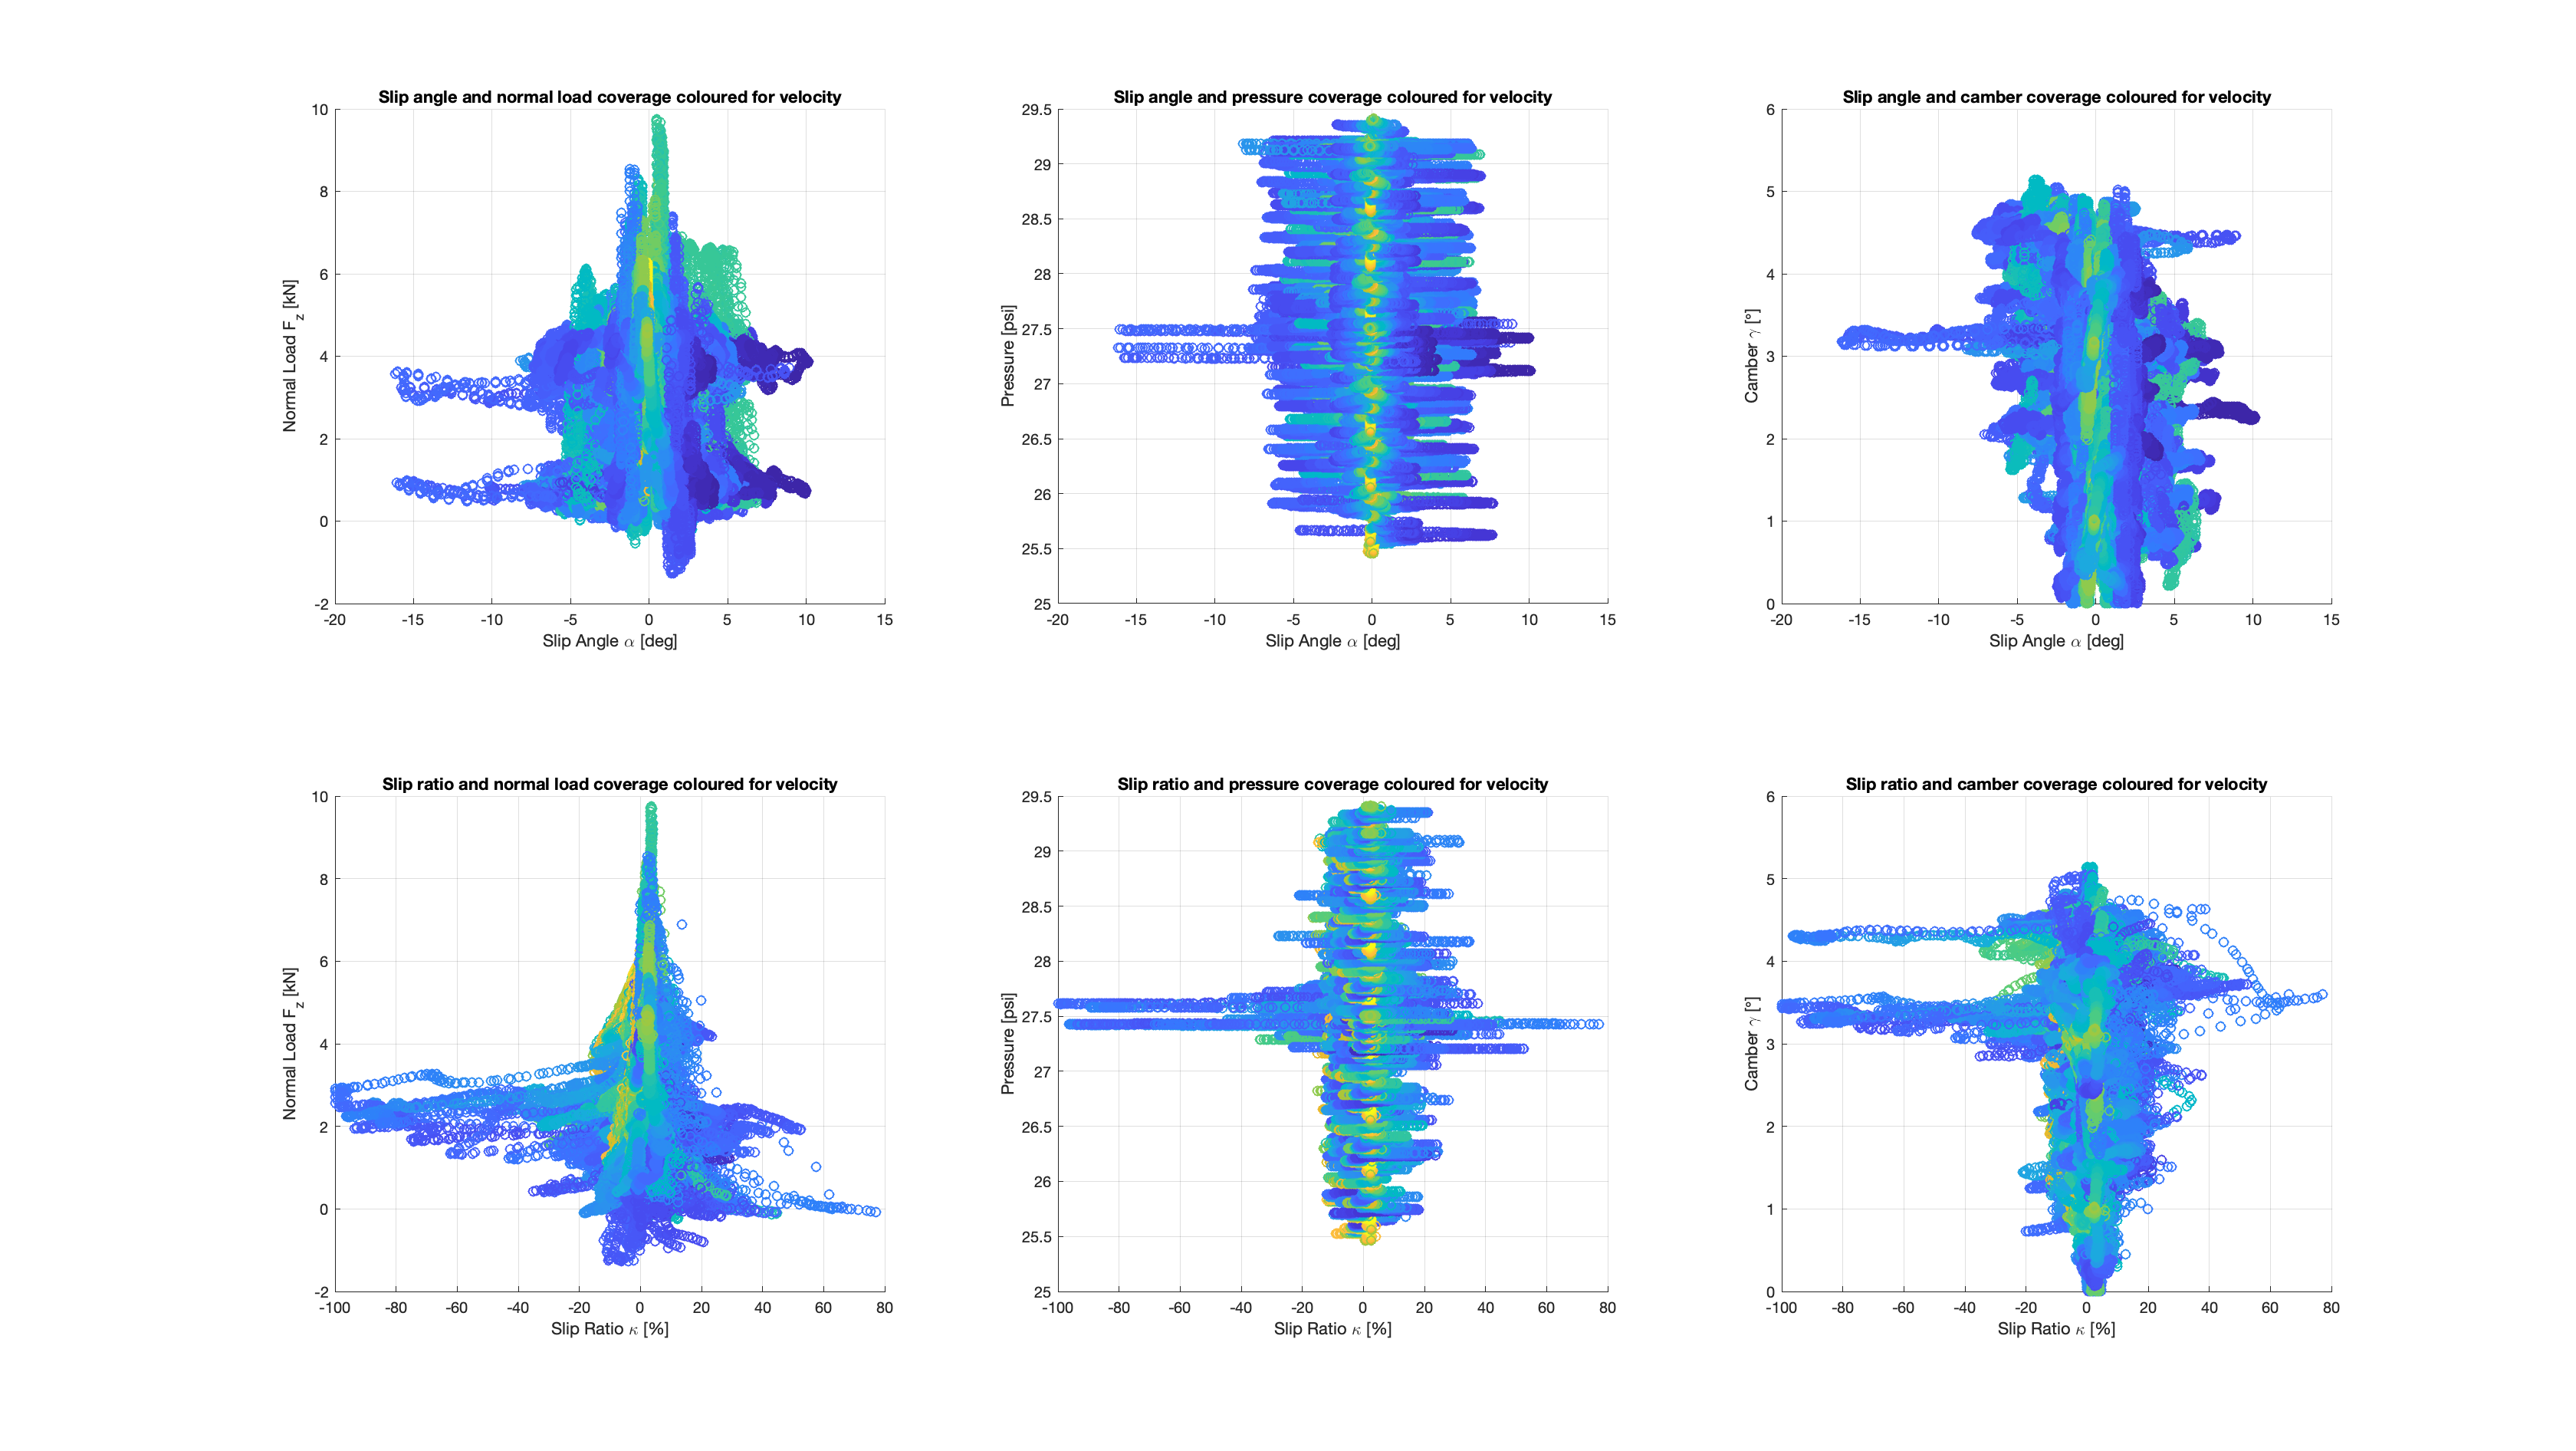 Slip angle and normal load coverage coloured for velocity
10
8
6
4
2
0
-2
Normal Load F_z [kN]
-20 -15 -10 -5 0 5 10 15
Slip Angle α [deg]
Slip angle and pressure coverage coloured for velocity
29.5
29
28.5
28
27.5
27
26.5
26
25.5
25
Pressure [psi]
-20 -15 -10 -5 0 5 10 15
Slip Angle α [deg]
Slip angle and camber coverage coloured for velocity
6
5
4
3
2
1
0
Camber γ [°]
-20 -15 -10 -5 0 5 10 15
Slip Angle α [deg]
Slip ratio and normal load coverage coloured for velocity
10
8
6
4
2
0
-2
Normal Load F_z [kN]
-100 -80 -60 -40 -20 0 20 40 60 80
Slip Ratio κ [%]
Slip ratio and pressure coverage coloured for velocity
29.5
29
28.5
28
27.5
27
26.5
26
25.5
25
Pressure [psi]
-100 -80 -60 -40 -20 0 20 40 60 80
Slip Ratio κ [%]
Slip ratio and camber coverage coloured for velocity
6
5
4
3
2
1
0
Camber γ [°]
-100 -80 -60 -40 -20 0 20 40 60 80
Slip Ratio κ [%]